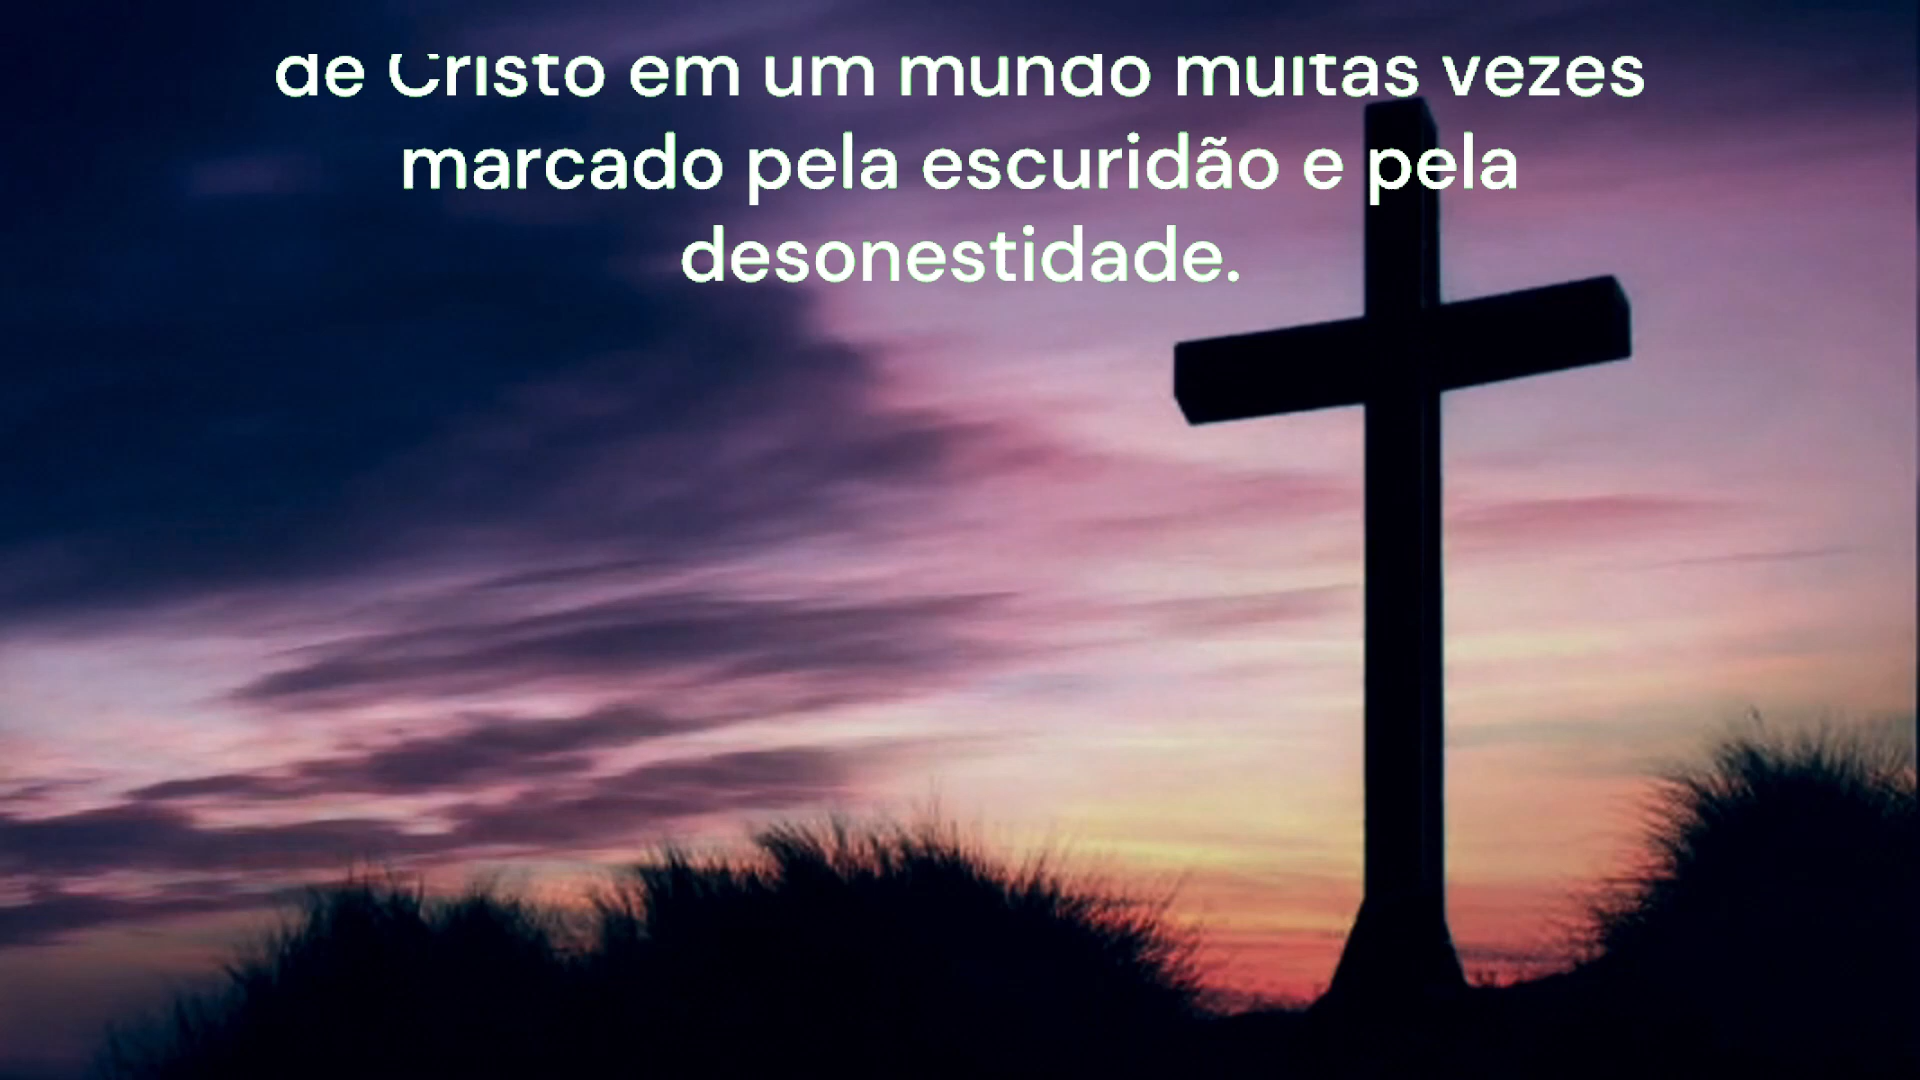 de Cristo em um mundo muitas vezes
marcado pela escuridão e pela
desonestidade.